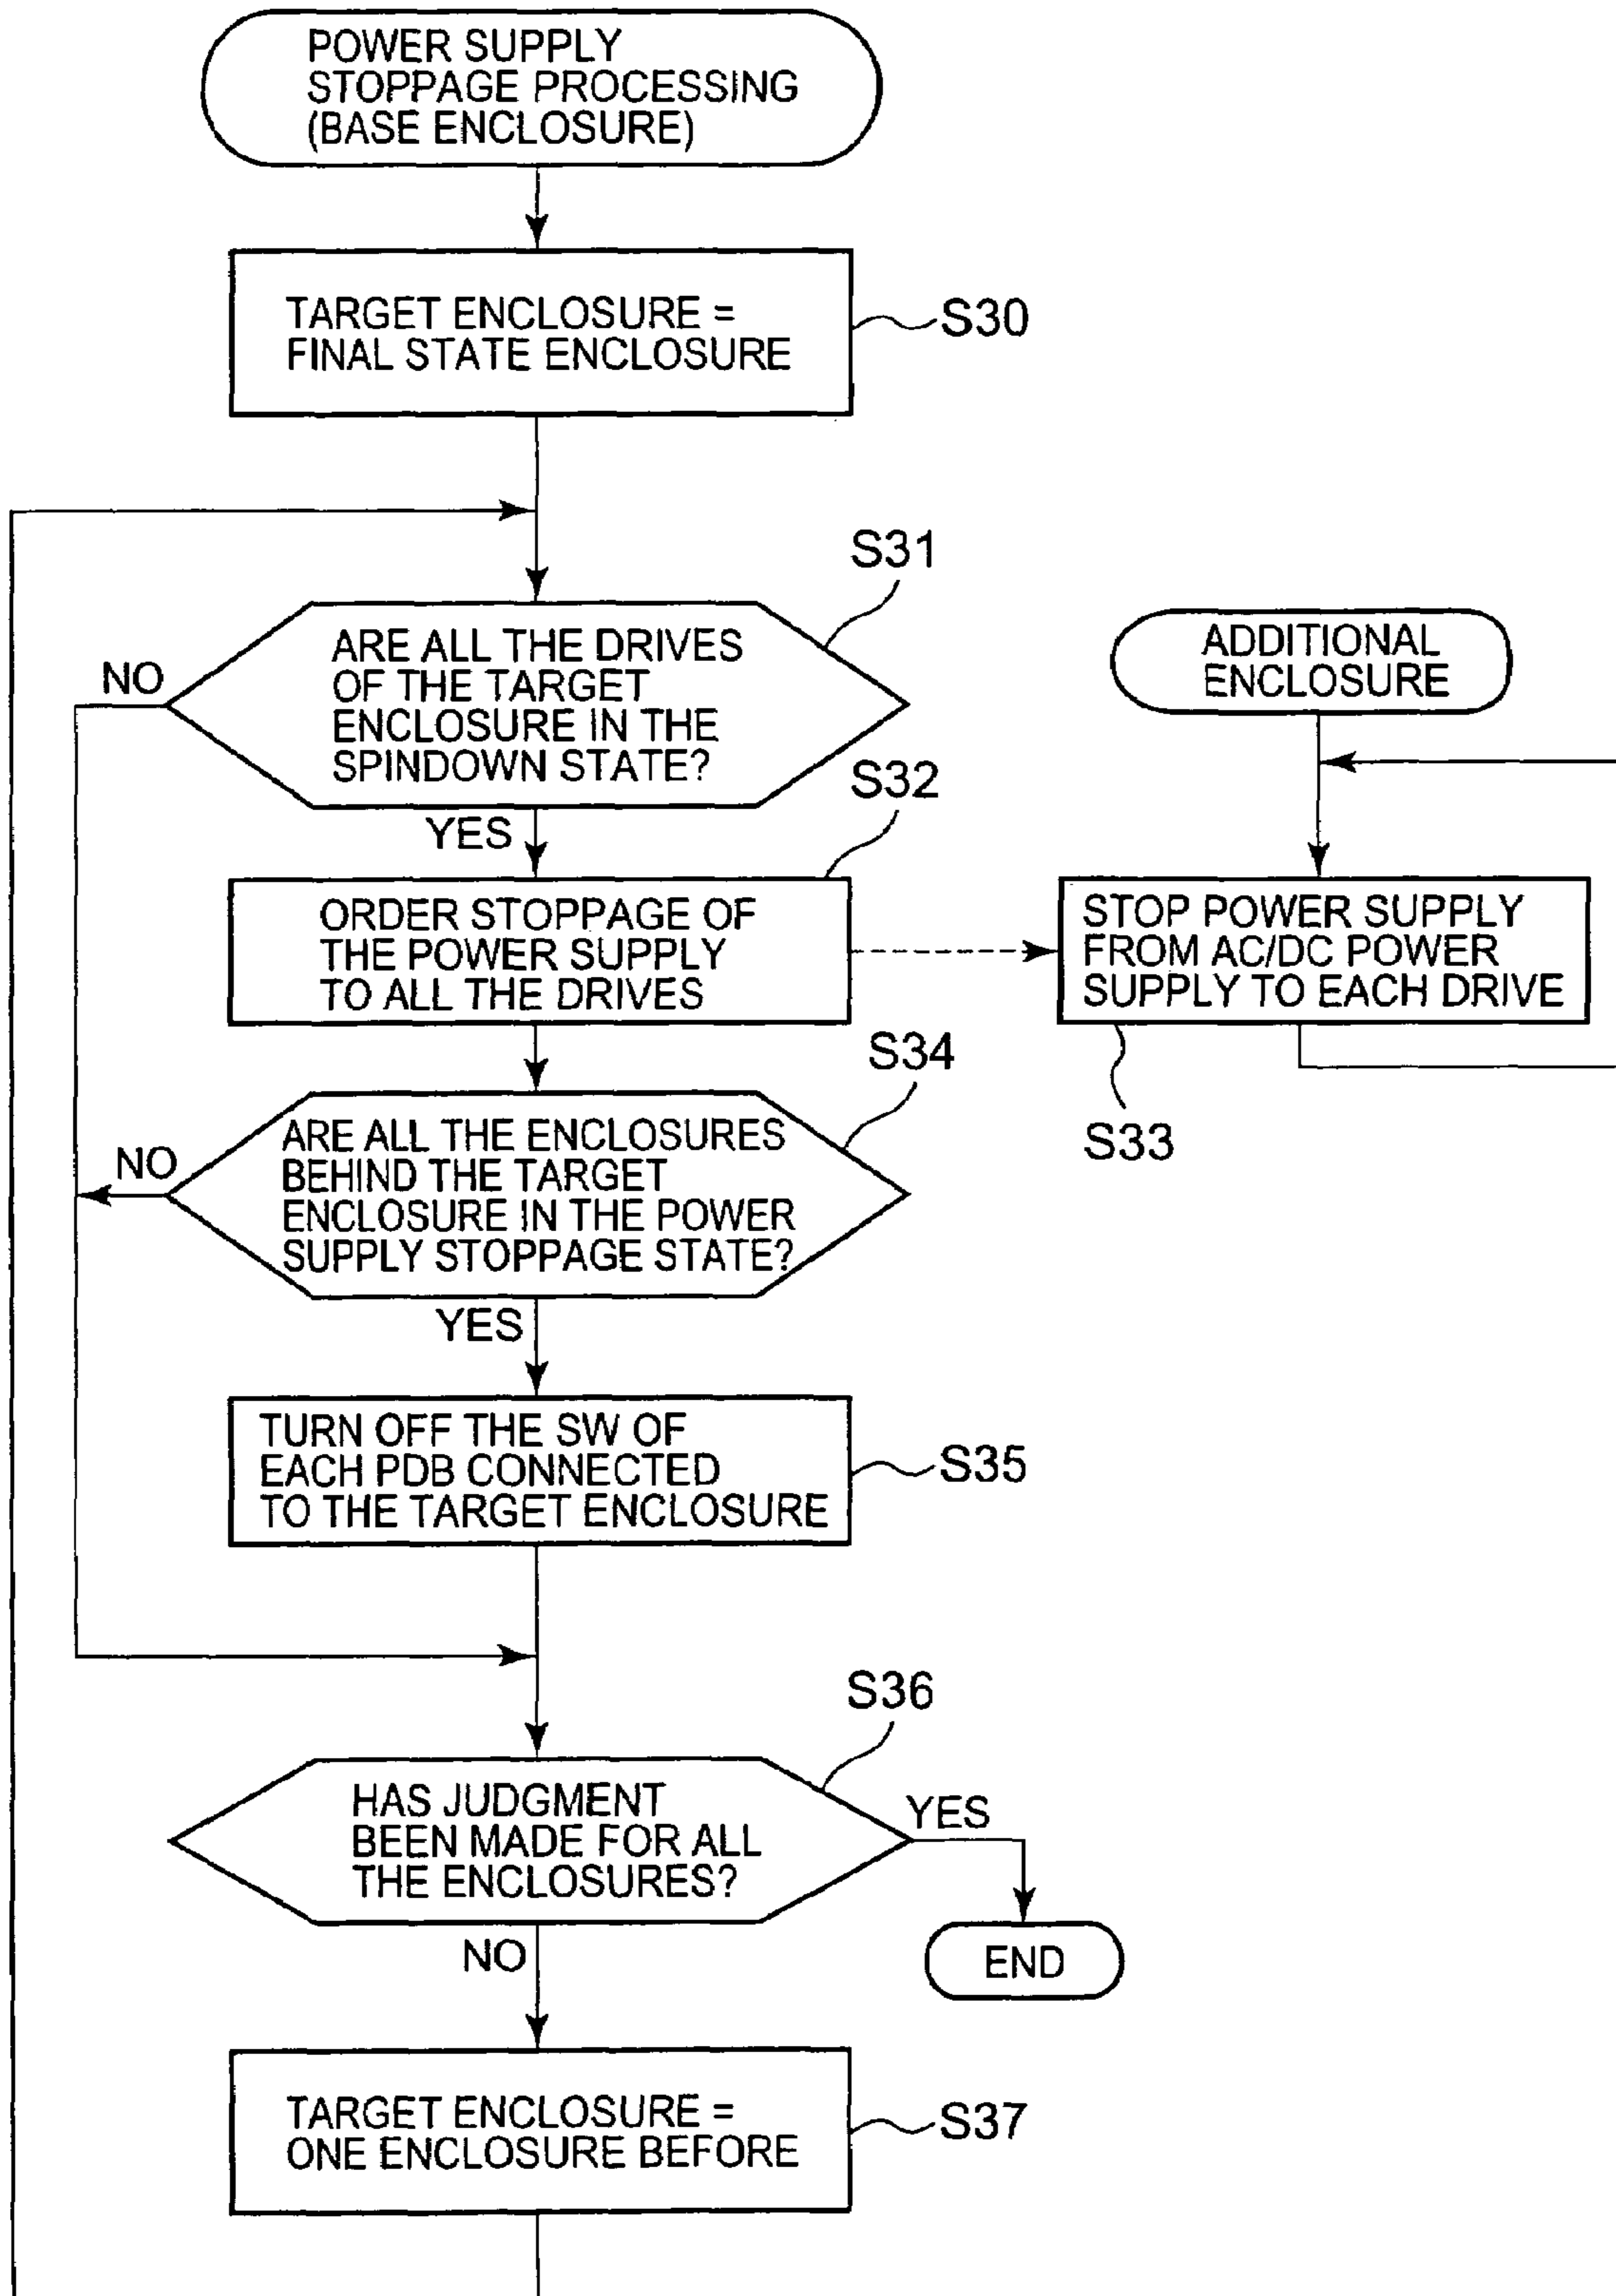 POWER SUPPLY
STOPPAGE PROCESSING
(BASE ENCLOSURE)
TARGET ENCLOSURE =
FINAL STATE ENCLOSURE
S30
S31
ARE ALL THE DRIVES
OF THE TARGET
ENCLOSURE IN THE
SPINDOWN STATE?
NO
YES
ADDITIONAL
ENCLOSURE
S32
ORDER STOPPAGE OF
THE POWER SUPPLY
TO ALL THE DRIVES
STOP POWER SUPPLY
FROM AC/DC POWER
SUPPLY TO EACH DRIVE
S33
S34
ARE ALL THE ENCLOSURES
BEHIND THE TARGET
ENCLOSURE IN THE POWER
SUPPLY STOPPAGE STATE?
NO
YES
TURN OFF THE SW OF
EACH PDB CONNECTED
TO THE TARGET ENCLOSURE
S35
S36
HAS JUDGMENT
BEEN MADE FOR ALL
THE ENCLOSURES?
YES
END
NO
TARGET ENCLOSURE =
ONE ENCLOSURE BEFORE
S37